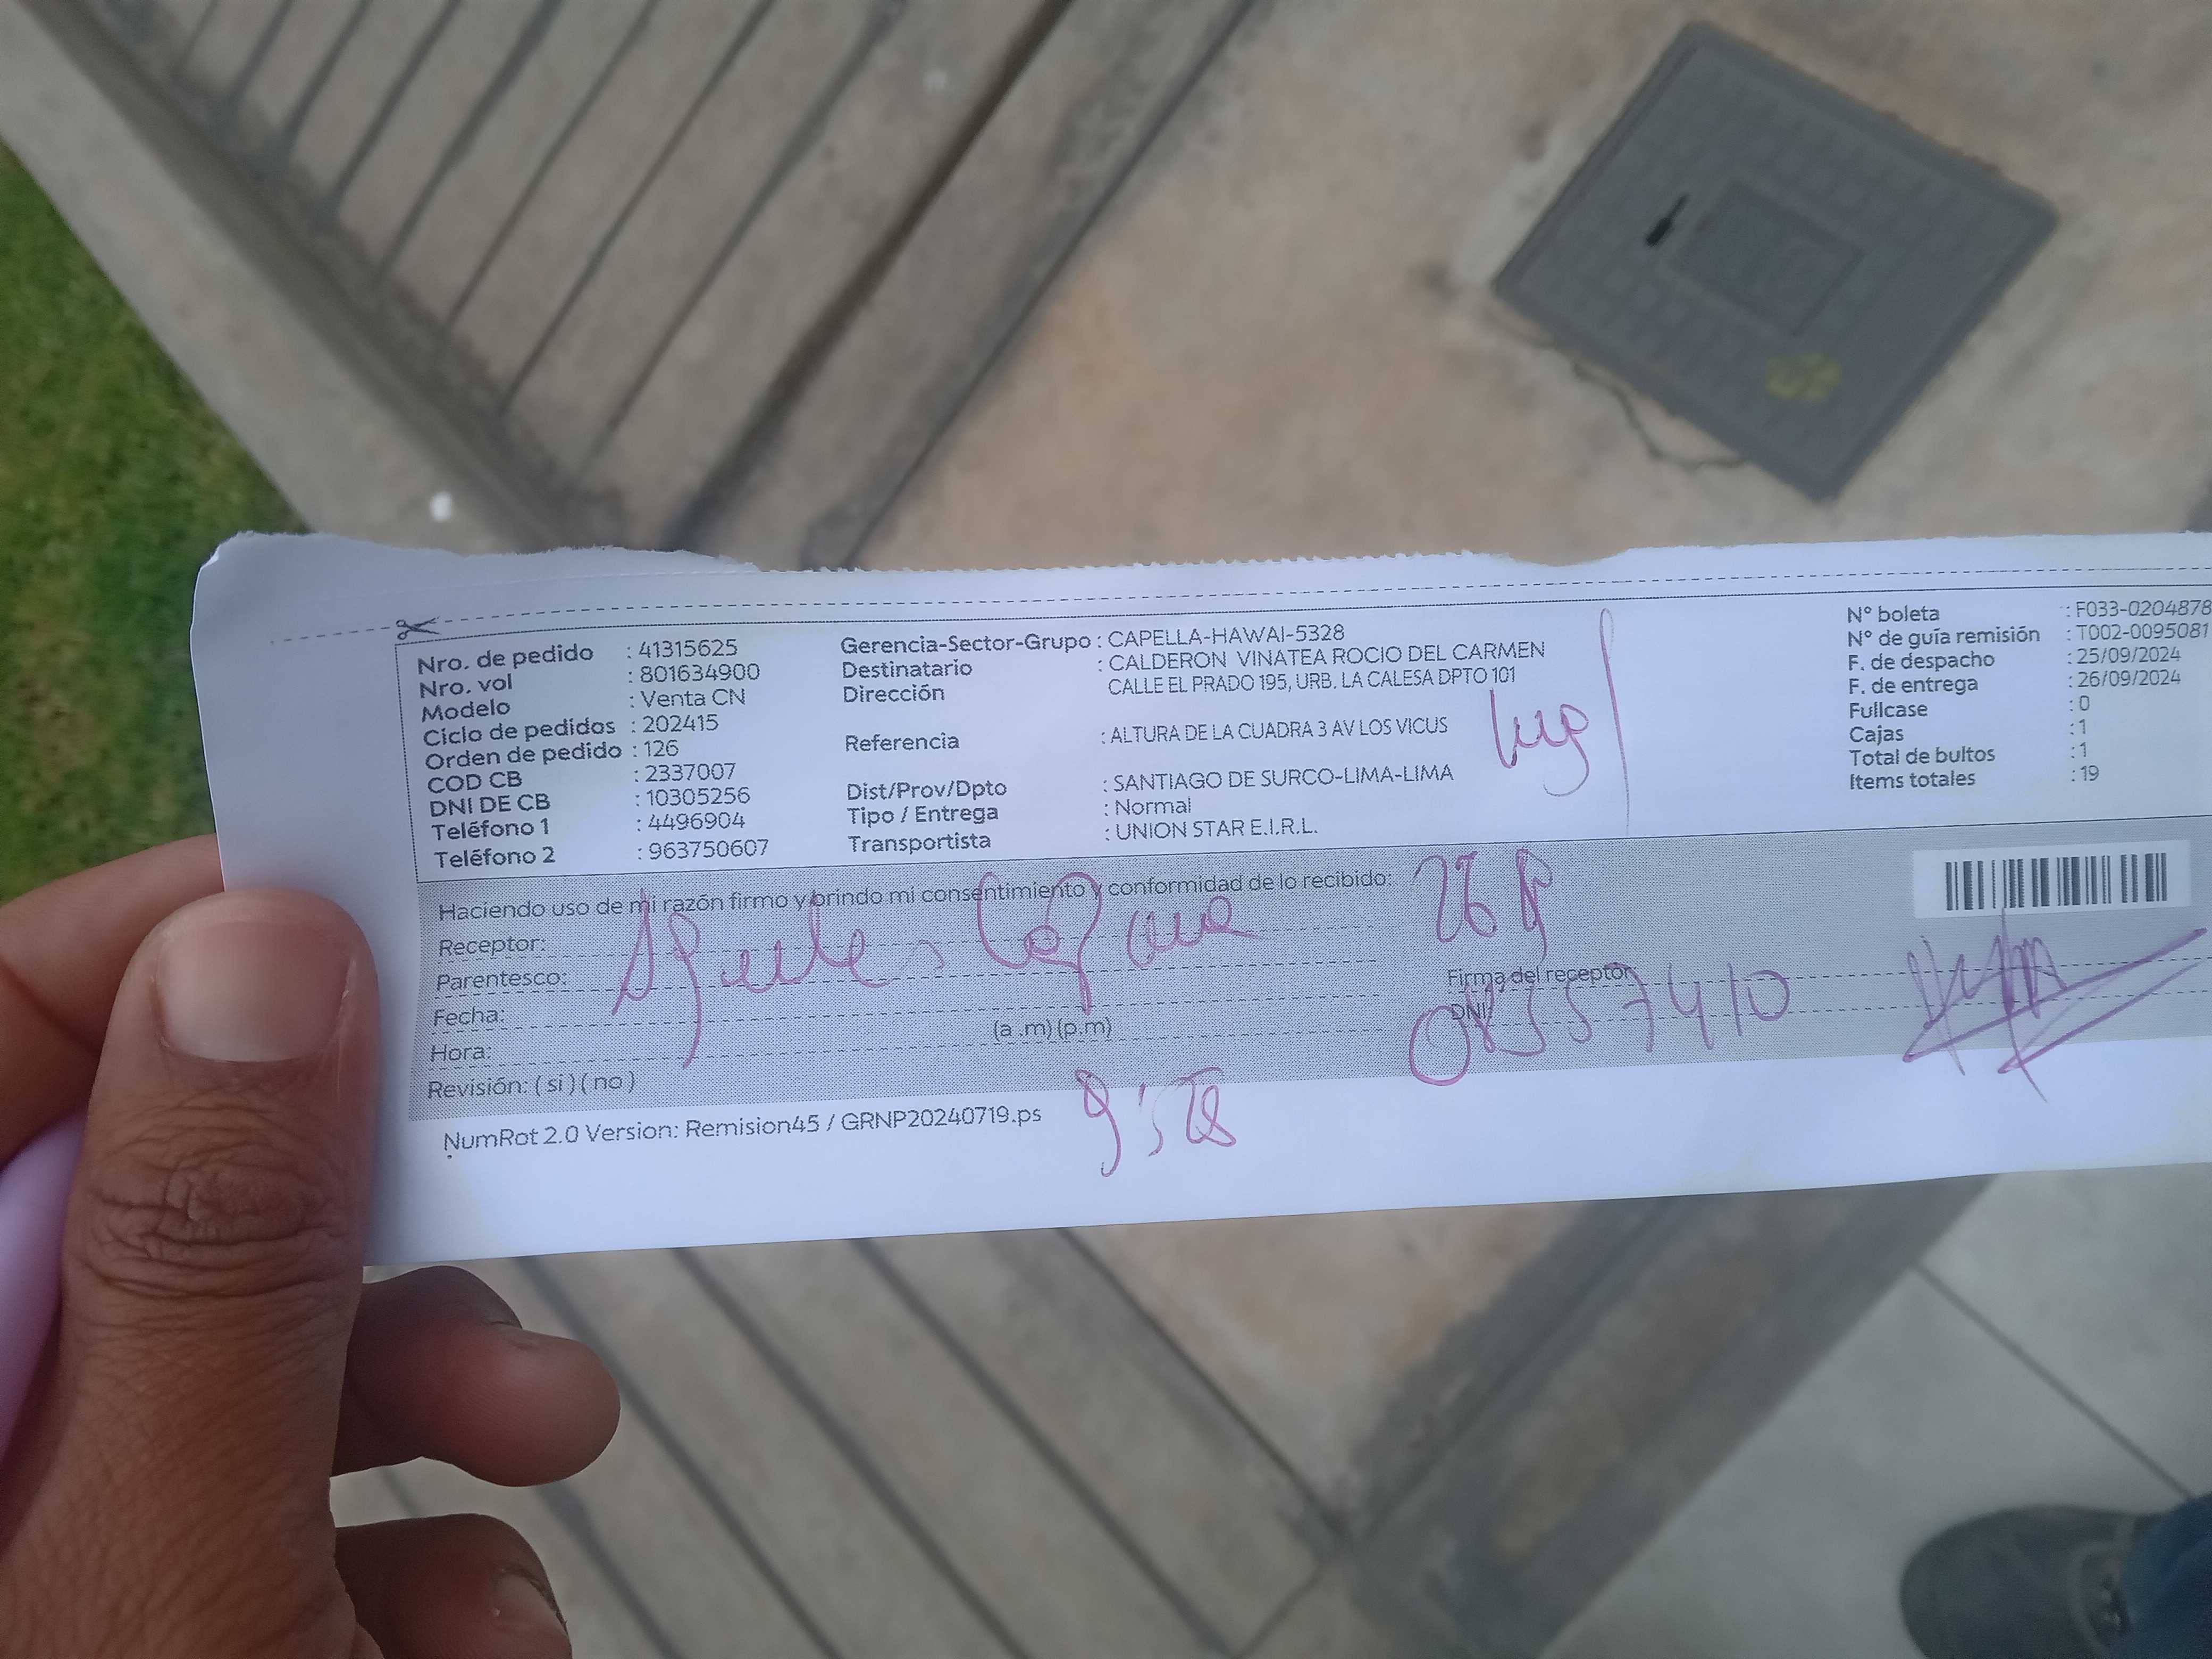 Nro. de pedido : 41315625
Nro. vol : 801634900
Modelo : Venta CN
Ciclo de pedidos : 202415
Orden de pedido : 126
COD CB : 2337007
DNI DE CB : 10305256
Teléfono 1 : 4496904
Teléfono 2 : 963750607
Gerencia-Sector-Grupo : CAPELLA-HAWAI-5328
Destinatario : CALDERON VINATEA ROCIO DEL CARMEN
Dirección CALLE EL PRADO 195, URB. LA CALESA DPTO 101
Referencia : ALTURA DE LA CUADRA 3 AV LOS VICUS
Dist/Prov/Dpto : SANTIAGO DE SURCO-LIMA-LIMA
Tipo / Entrega : Normal
Transportista : UNION STAR E.I.R.L.
N° boleta : F033-0204878
N° de guía remisión : T002-0095081
F. de despacho : 25/09/2024
F. de entrega : 26/09/2024
Fullcase : 0
Cajas : 1
Total de bultos : 1
Items totales : 19
Haciendo uso de mi razón firmo y brindo mi consentimiento y conformidad de lo recibido:
Receptor:
Parentesco:
Fecha:
Hora: (a .m) (p.m)
Revisión: ( si ) ( no )
Firma del receptor
DNI:
NumRot 2.0 Version: Remision45 / GRNP20240719.ps